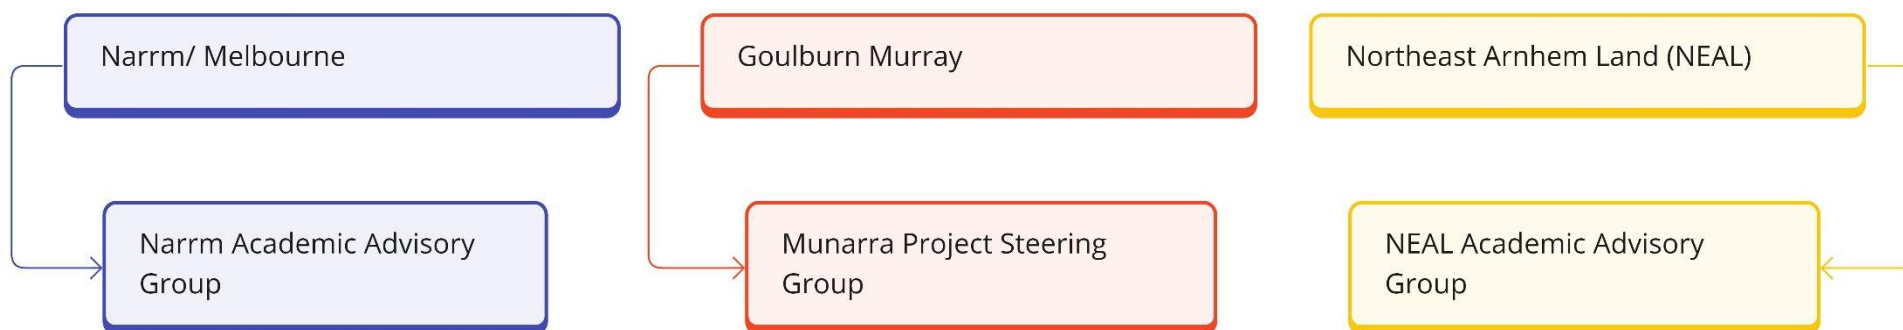 Narrm/ Melbourne
Goulburn Murray
Northeast Arnhem Land (NEAL)
Narrm Academic Advisory
Group
Munarra Project Steering
Group
NEAL Academic Advisory
Group